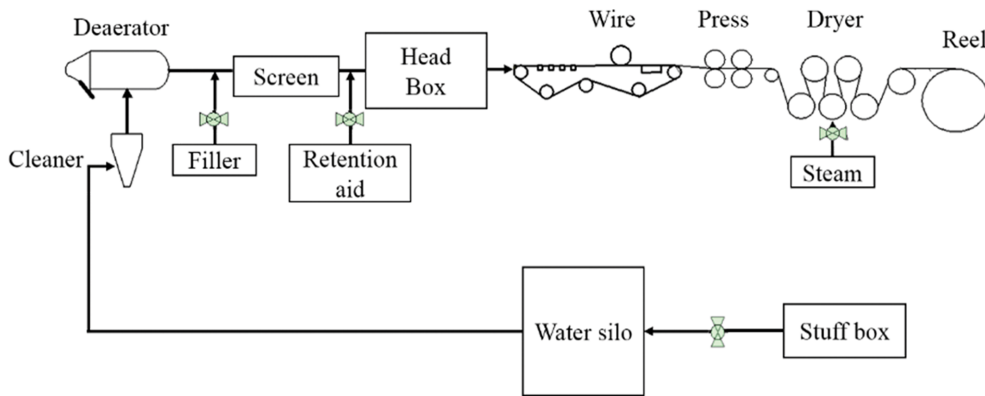 Deaerator
Wire
Press
Dryer
Reel
Screen
Head
Box
Cleaner
Filler
Retention
aid
Steam
Water silo
Stuff box